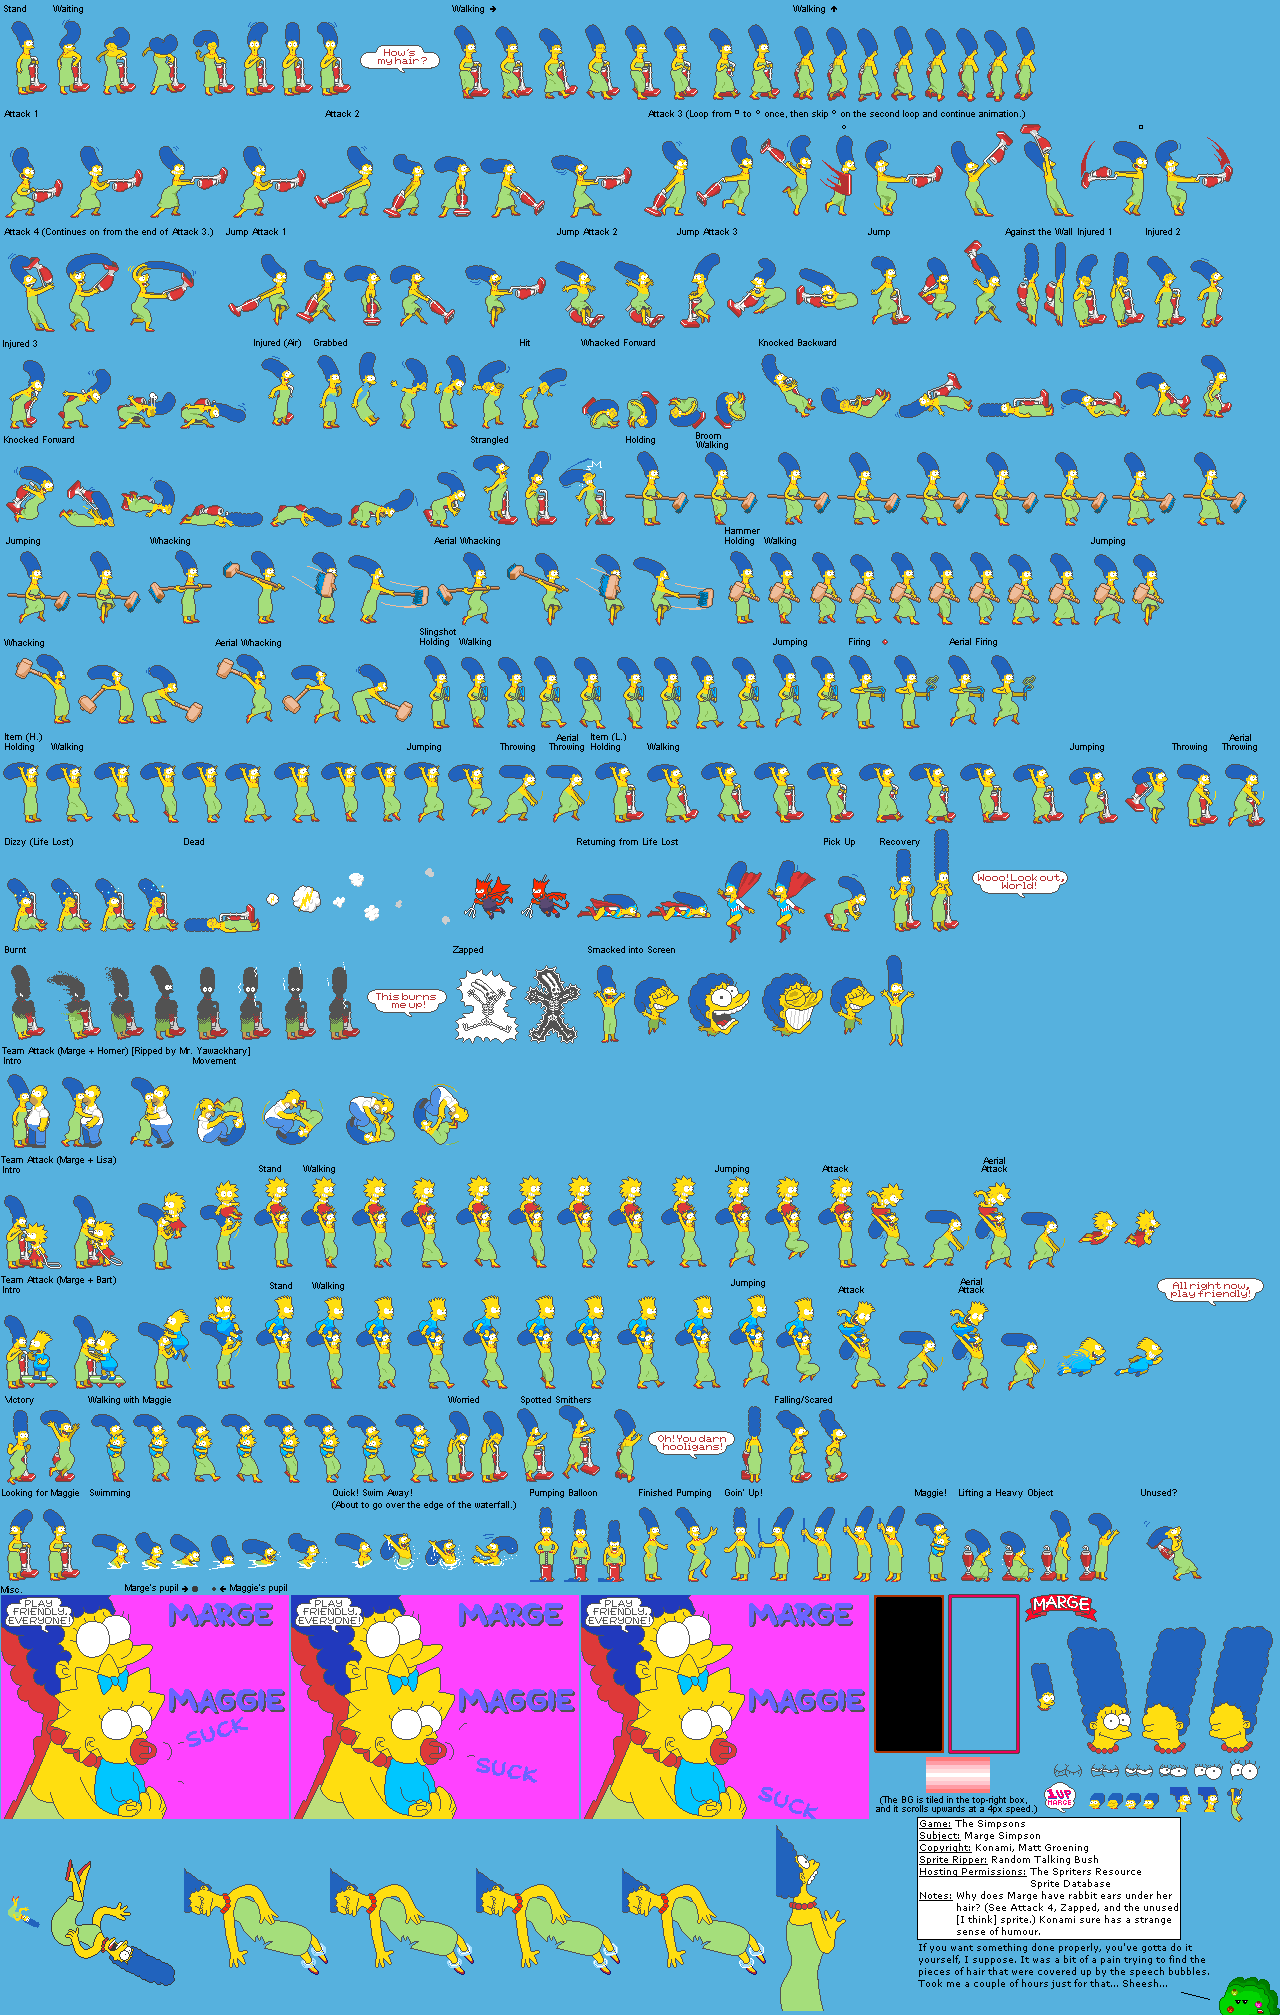 Stand
Waiting
Walking →
Walking ↑
How's
my hair?
Attack 1
Attack 2
Attack 3 (Loop from □ to ° once, then skip ° on the second loop and continue animation.)
Attack 4 (Continues on from the end of Attack 3.)
Jump Attack 1
Jump Attack 2
Jump Attack 3
Jump
Against the Wall
Injured 1
Injured 2
Injured 3
Injured (Air)
Grabbed
Hit
Whacked Forward
Knocked Backward
Knocked Forward
Strangled
Holding
Broom
Walking
Jumping
Whacking
Aerial Whacking
Hammer
Holding
Walking
Jumping
Whacking
Aerial Whacking
Slingshot
Holding
Walking
Jumping
Firing
Aerial Firing
Item (H.)
Holding
Walking
Jumping
Throwing
Aerial
Throwing
Item (L.)
Holding
Walking
Jumping
Throwing
Aerial
Throwing
Dizzy (Life Lost)
Dead
Returning from Life Lost
Pick Up
Recovery
Wooo! Look out,
World!
Burnt
This burns
me up!
Zapped
Smacked into Screen
Team Attack (Marge + Homer) [Ripped by Mr. Yawackhary]
Intro
Movement
Team Attack (Marge + Lisa)
Intro
Stand
Walking
Jumping
Attack
Aerial
Attack
Team Attack (Marge + Bart)
Intro
Stand
Walking
Jumping
Attack
Aerial
Attack
All right now,
play friendly!
Victory
Walking with Maggie
Worried
Spotted Smithers
Oh! You darn
hooligans!
Falling/Scared
Looking for Maggie
Swimming
Quick! Swim Away!
(About to go over the edge of the waterfall.)
Pumping Balloon
Finished Pumping
Goin' Up!
Maggie!
Lifting a Heavy Object
Unused?
Misc.
Marge's pupil → ●
● ← Maggie's pupil
PLAY
FRIENDLY,
EVERYONE!
MARGE
MAGGIE
SUCK
PLAY
FRIENDLY,
EVERYONE!
MARGE
MAGGIE
SUCK
PLAY
FRIENDLY,
EVERYONE!
MARGE
MAGGIE
SUCK
MARGE
(The BG is tiled in the top-right box,
and it scrolls upwards at a 4px speed.)
1UP
MARGE
Game: The Simpsons
Subject: Marge Simpson
Copyright: Konami, Matt Groening
Sprite Ripper: Random Talking Bush
Hosting Permissions: The Spriters Resource
Sprite Database
Notes: Why does Marge have rabbit ears under her
hair? (See Attack 4, Zapped, and the unused
[I think] sprite.) Konami sure has a strange
sense of humour.
If you want something done properly, you've gotta do it
yourself, I suppose. It was a bit of a pain trying to find the
pieces of hair that were covered up by the speech bubbles.
Took me a couple of hours just for that... Sheesh...